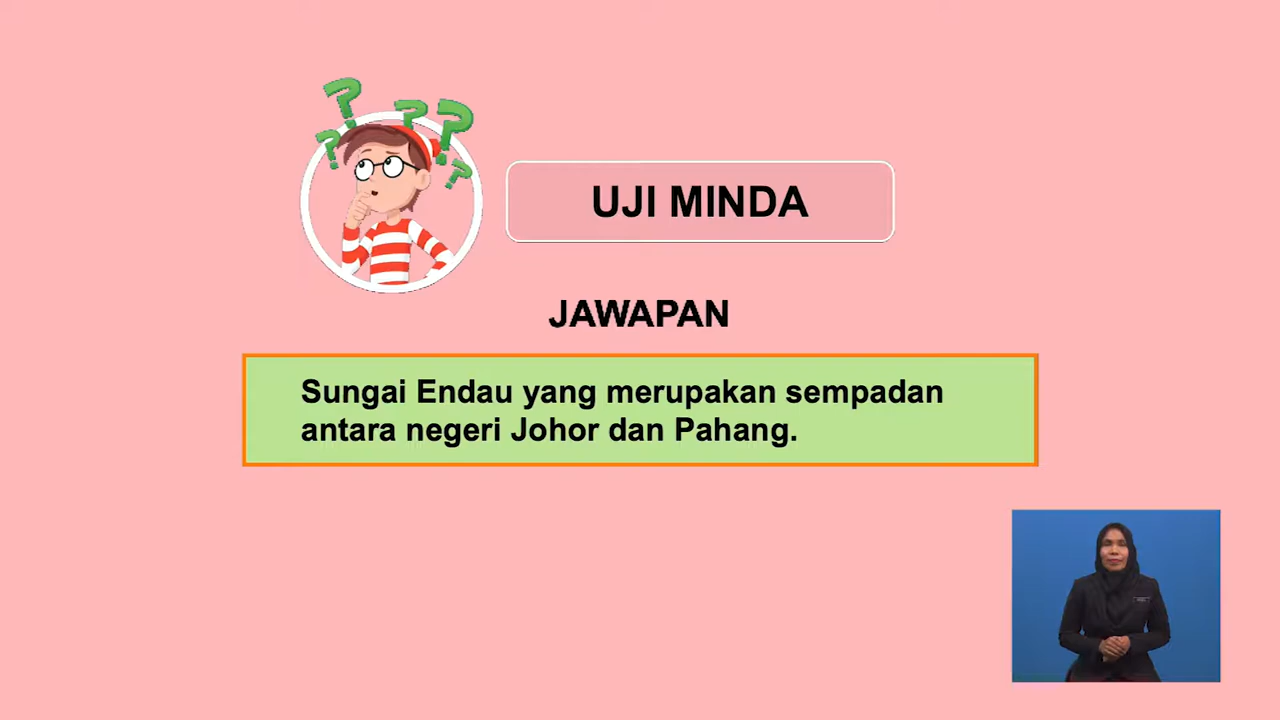 UJI MINDA
JAWAPAN
Sungai Endau yang merupakan sempadan
antara negeri Johor dan Pahang.